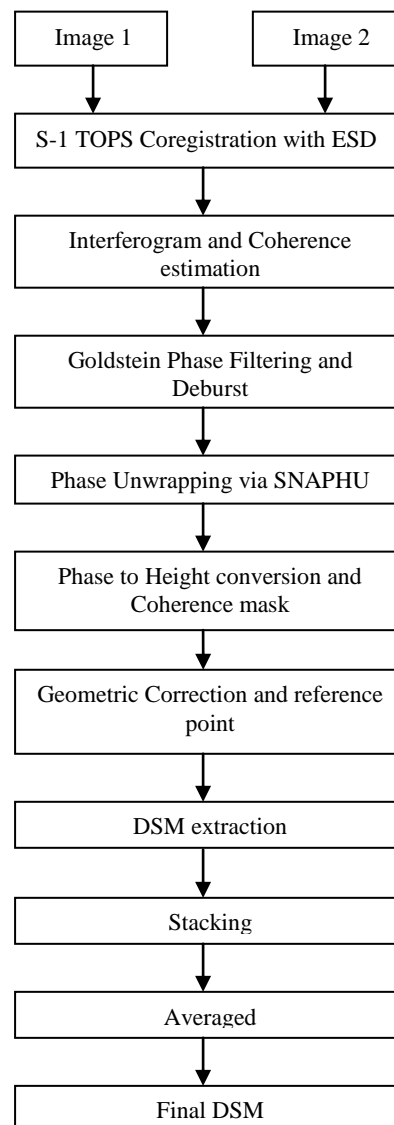 Image 1
Image 2
S-1 TOPS Coregistration with ESD
Interferogram and Coherence
estimation
Goldstein Phase Filtering and
Deburst
Phase Unwrapping via SNAPHU
Phase to Height conversion and
Coherence mask
Geometric Correction and reference
point
DSM extraction
Stacking
Averaged
Final DSM